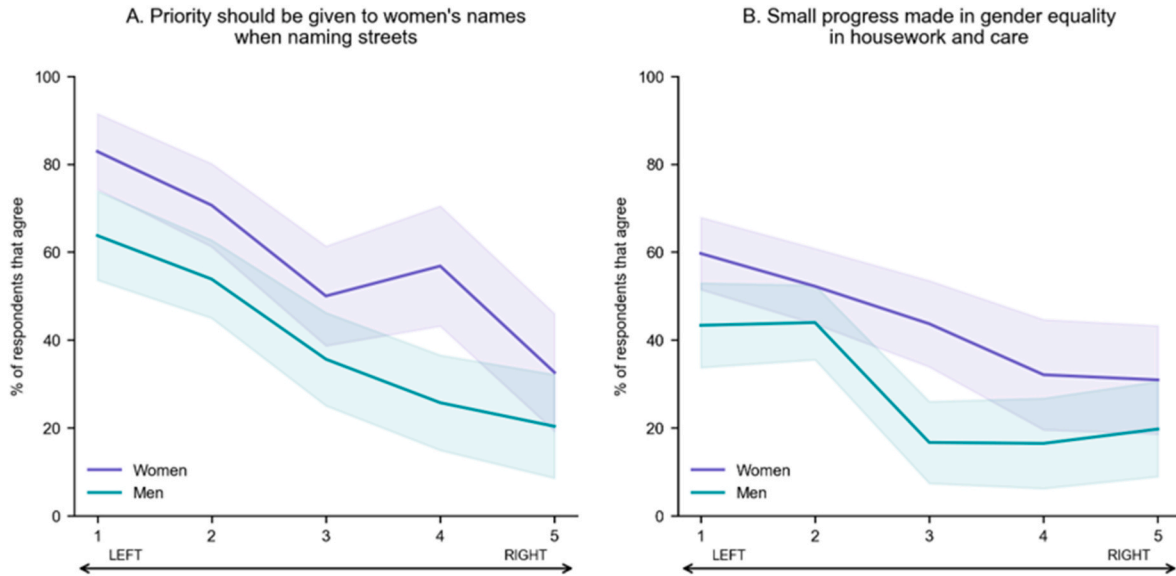 A. Priority should be given to women's names
when naming streets
100
80
60
40
20
0
% of respondents that agree
Women
Men
1 2 3 4 5
LEFT RIGHT
B. Small progress made in gender equality
in housework and care
100
80
60
40
20
0
% of respondents that agree
Women
Men
1 2 3 4 5
LEFT RIGHT